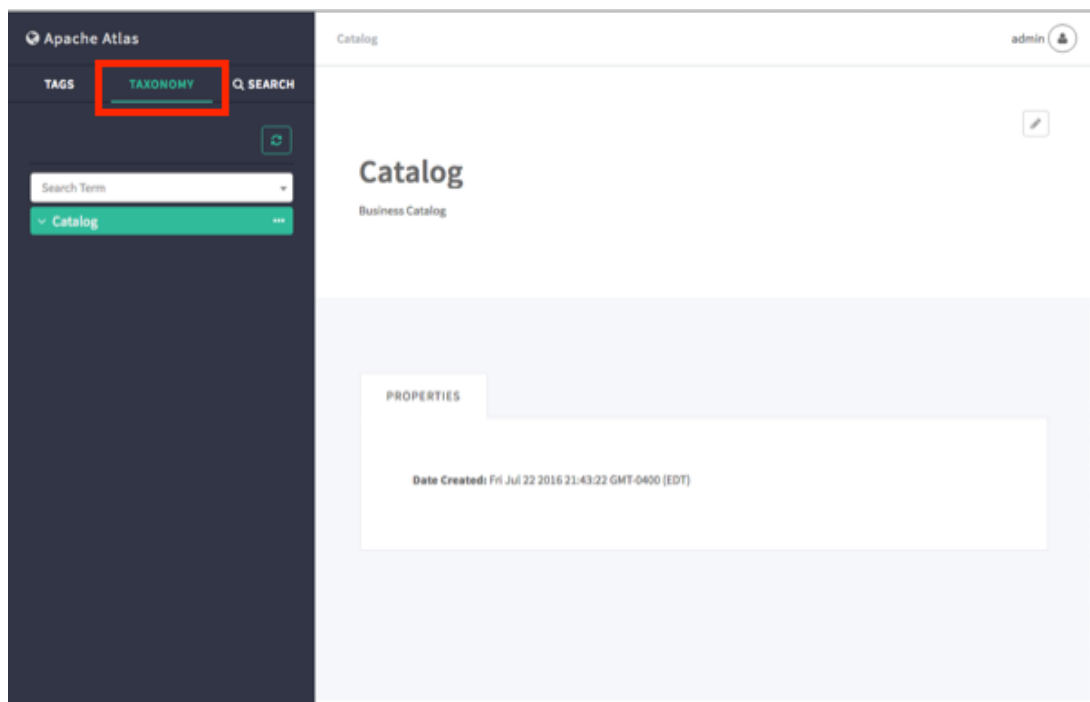 Apache Atlas
Catalog
admin
TAGS TAXONOMY SEARCH
Search Term
Catalog
Catalog
Business Catalog
PROPERTIES
Date Created: Fri Jul 22 2016 21:43:22 GMT-0400 (EDT)